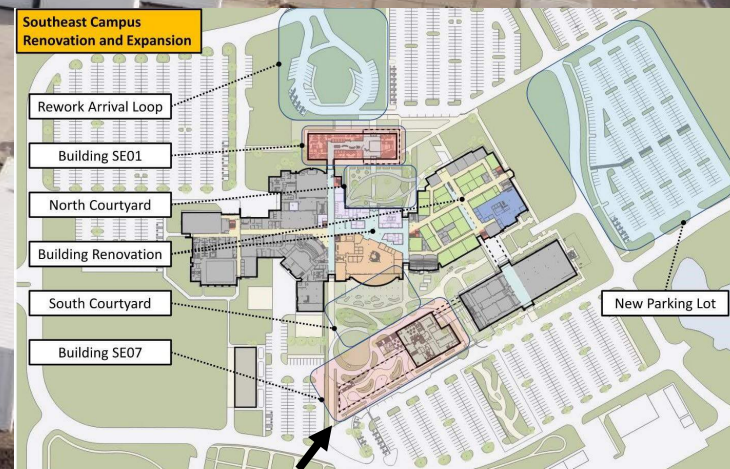 Southeast Campus
Renovation and Expansion
Rework Arrival Loop
Building SE01
North Courtyard
Building Renovation
South Courtyard
Building SE07
New Parking Lot